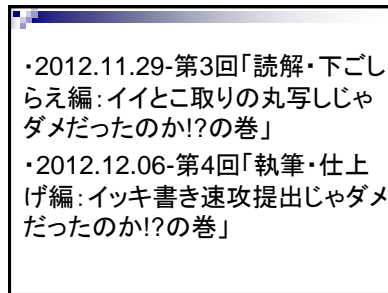 ・2012.11.29-第3回「読解・下ごし
らえ編：イイとこ取りの丸写しじゃ
ダメだったのか!?の巻」
・2012.12.06-第4回「執筆・仕上
げ編：イッキ書き速攻提出じゃダメ
だったのか!?の巻」